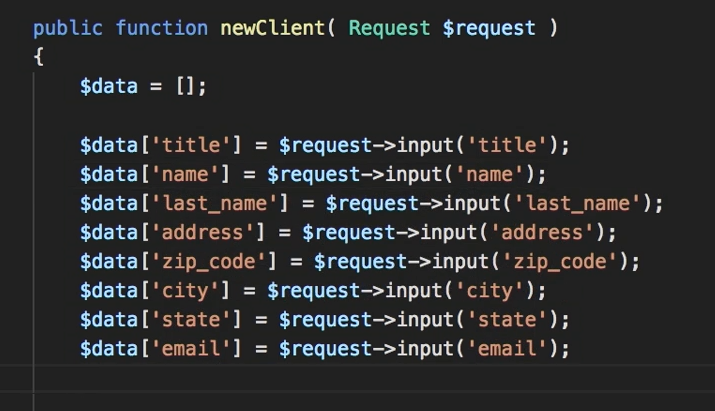 public function newClient( Request $request )
{
$data = [];
$data['title'] = $request->input('title');
$data['name'] = $request->input('name');
$data['last_name'] = $request->input('last_name');
$data['address'] = $request->input('address');
$data['zip_code'] = $request->input('zip_code');
$data['city'] = $request->input('city');
$data['state'] = $request->input('state');
$data['email'] = $request->input('email');